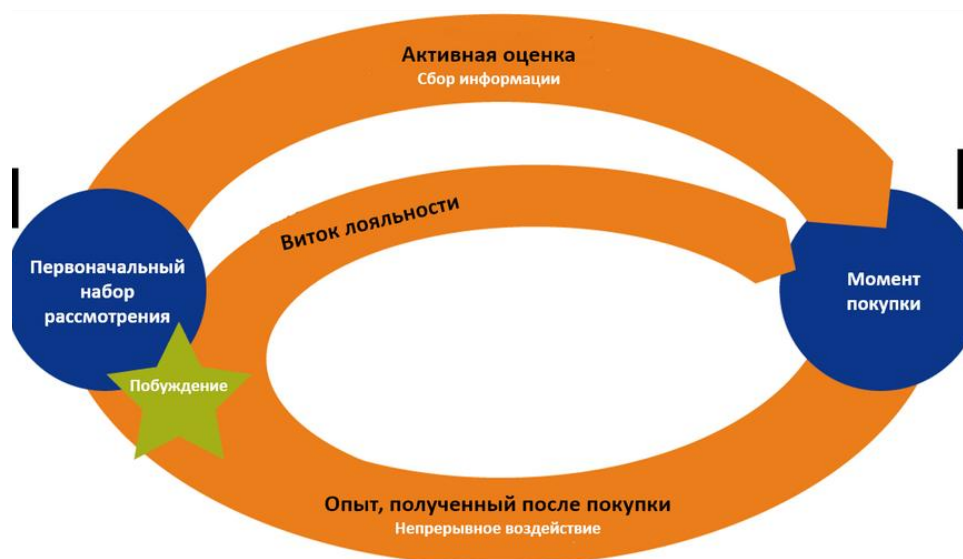 Активная оценка
Сбор информации
Виток лояльности
Первоначальный
набор
рассмотрения
Момент
покупки
Побуждение
Опыт, полученный после покупки
Непрерывное воздействие